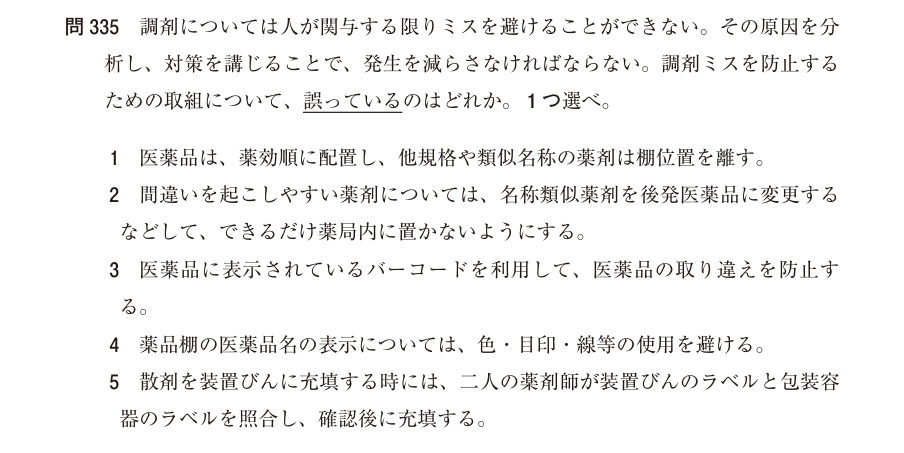 問 335 調剤については人が関与する限りミスを避けることができない。その原因を分
析し、対策を講じることで、発生を減らさなければならない。調剤ミスを防止する
ための取組について、誤っているのはどれか。1つ選べ。
1 医薬品は、薬効順に配置し、他規格や類似名称の薬剤は棚位置を離す。
2 間違いを起こしやすい薬剤については、名称類似薬剤を後発医薬品に変更する
などして、できるだけ薬局内に置かないようにする。
3 医薬品に表示されているバーコードを利用して、医薬品の取り違えを防止す
る。
4 薬品棚の医薬品名の表示については、色・目印・線等の使用を避ける。
5 散剤を装置びんに充填する時には、二人の薬剤師が装置びんのラベルと包装容
器のラベルを照合し、確認後に充填する。